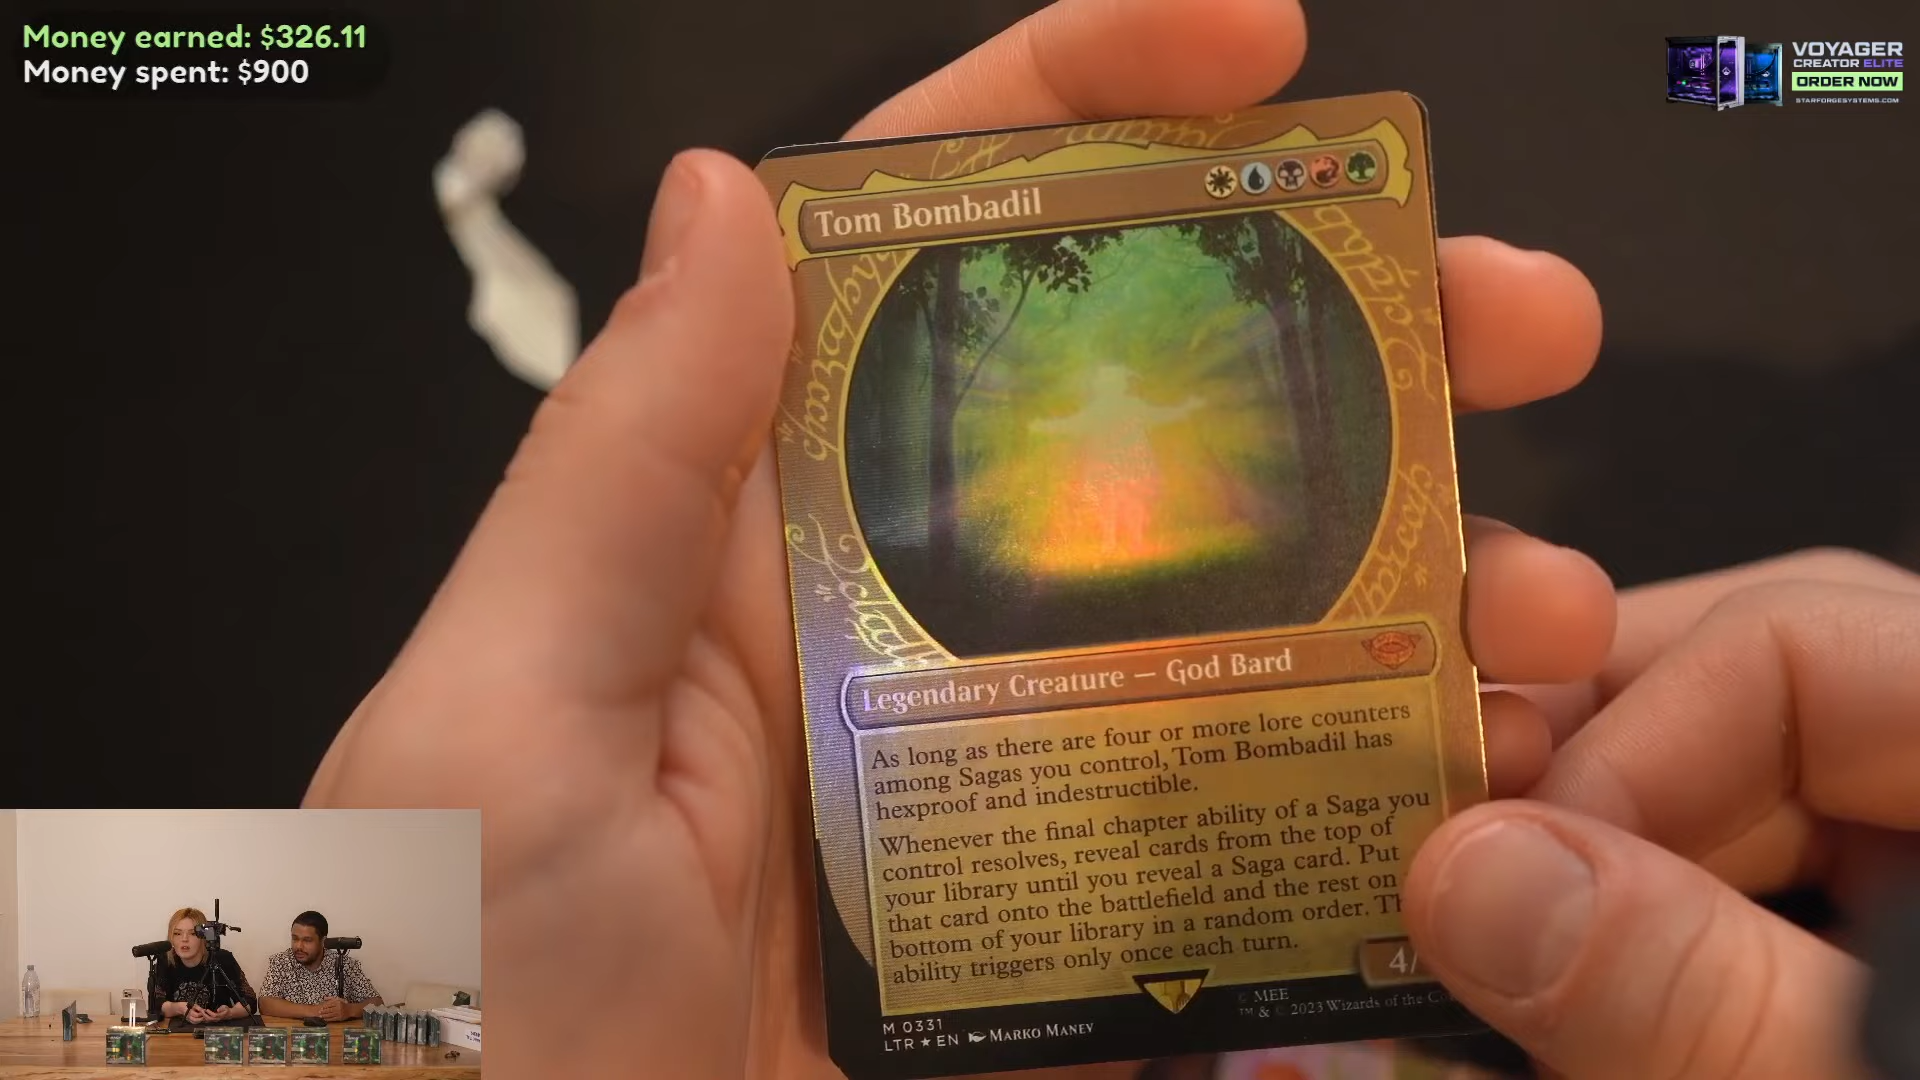 Money earned: $326.11
Money spent: $900
VOYAGER
CREATOR ELITE
ORDER NOW
STARFORGESYSTEMS.COM
Tom Bombadil
Legendary Creature — God Bard
As long as there are four or more lore counters
among Sagas you control, Tom Bombadil has
hexproof and indestructible.
Whenever the final chapter ability of a Saga you
control resolves, reveal cards from the top of
your library until you reveal a Saga card. Put
that card onto the battlefield and the rest on
bottom of your library in a random order. Th
ability triggers only once each turn.
4/
M 0331
LTR ★ EN MARKO MANEV
© MEE
™ & © 2023 Wizards of the Co